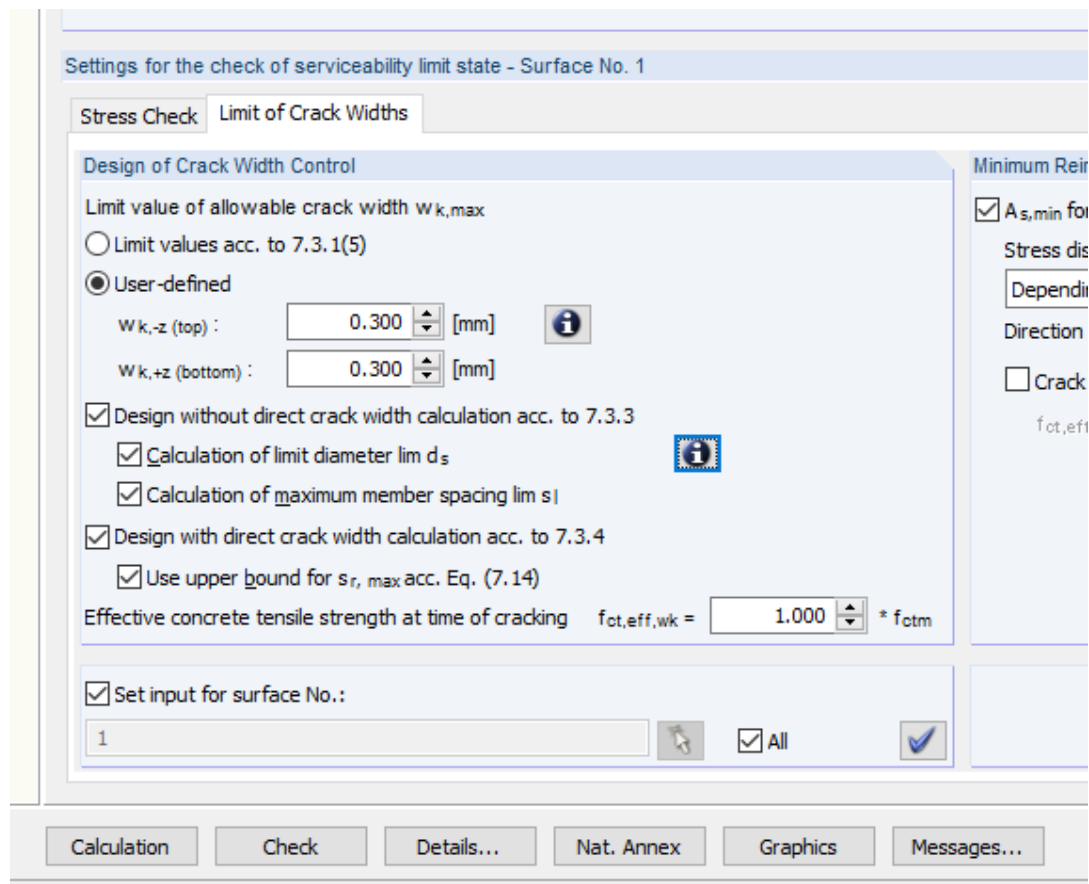 Settings for the check of serviceability limit state - Surface No. 1
Stress Check
Limit of Crack Widths
Design of Crack Width Control
Limit value of allowable crack width wk,max
Limit values acc. to 7.3.1(5)
User-defined
wk,-z (top) :
0.300
[mm]
wk,+z (bottom) :
0.300
[mm]
Design without direct crack width calculation acc. to 7.3.3
Calculation of limit diameter lim ds
Calculation of maximum member spacing lim sl
Design with direct crack width calculation acc. to 7.3.4
Use upper bound for sr, max acc. Eq. (7.14)
Effective concrete tensile strength at time of cracking fct,eff,wk = 1.000 * fctm
Set input for surface No.:
1
All
Minimum Rei
As,min fo
Stress dis
Dependi
Direction
Crack
fct,eff
Calculation
Check
Details...
Nat. Annex
Graphics
Messages...